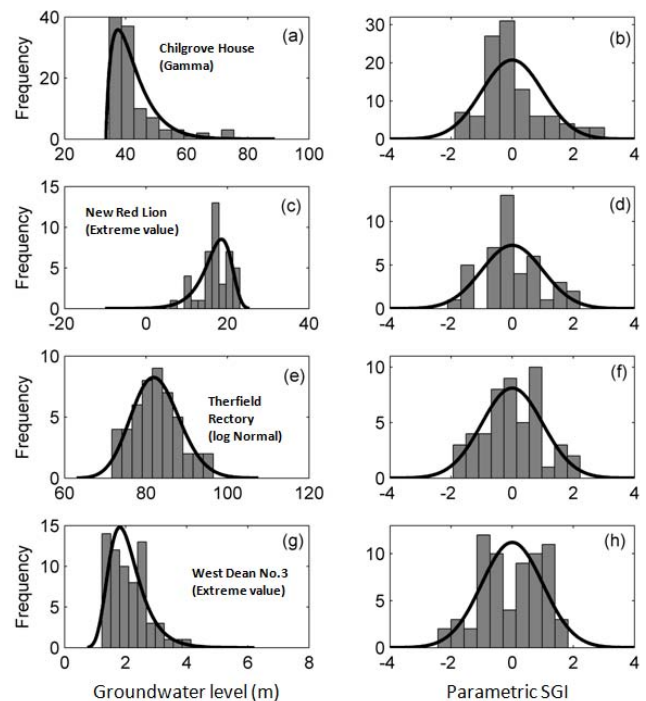 40
20
0
Frequency
20
40
60
80
100
(a)
Chilgrove House
(Gamma)
30
20
10
0
-4
-2
0
2
4
(b)
15
10
5
0
Frequency
-20
0
20
40
(c)
New Red Lion
(Extreme value)
15
10
5
0
-4
-2
0
2
4
(d)
10
5
0
Frequency
60
80
100
120
(e)
Therfield
Rectory
(log Normal)
10
5
0
-4
-2
0
2
4
(f)
15
10
5
0
Frequency
0
2
4
6
8
(g)
West Dean No.3
(Extreme value)
Groundwater level (m)
10
5
0
-4
-2
0
2
4
(h)
Parametric SGI